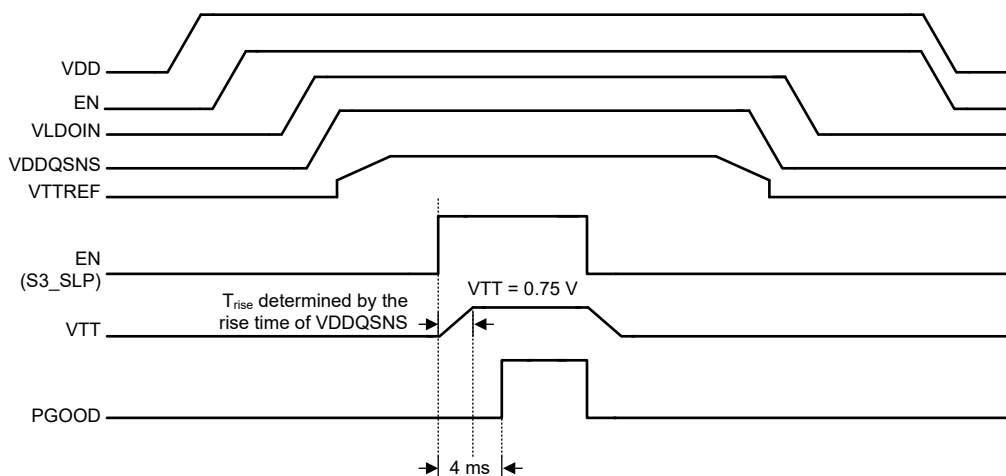 VDD
EN
VLDOIN
VDDQSNS
VTTREF
EN
(S3_SLP)
VTT = 0.75 V
Trise determined by the
rise time of VDDQSNS
VTT
PGOOD
4 ms